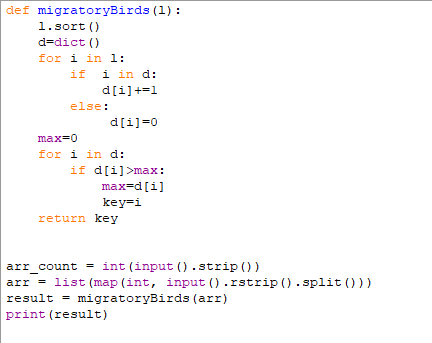 def migratoryBirds(l):
    l.sort()
    d=dict()
    for i in l:
        if  i in d:
            d[i]+=1
        else:
             d[i]=0
    max=0
    for i in d:
        if d[i]>max:
            max=d[i]
            key=i
    return key
arr_count = int(input().strip())
arr = list(map(int, input().rstrip().split()))
result = migratoryBirds(arr)
print(result)